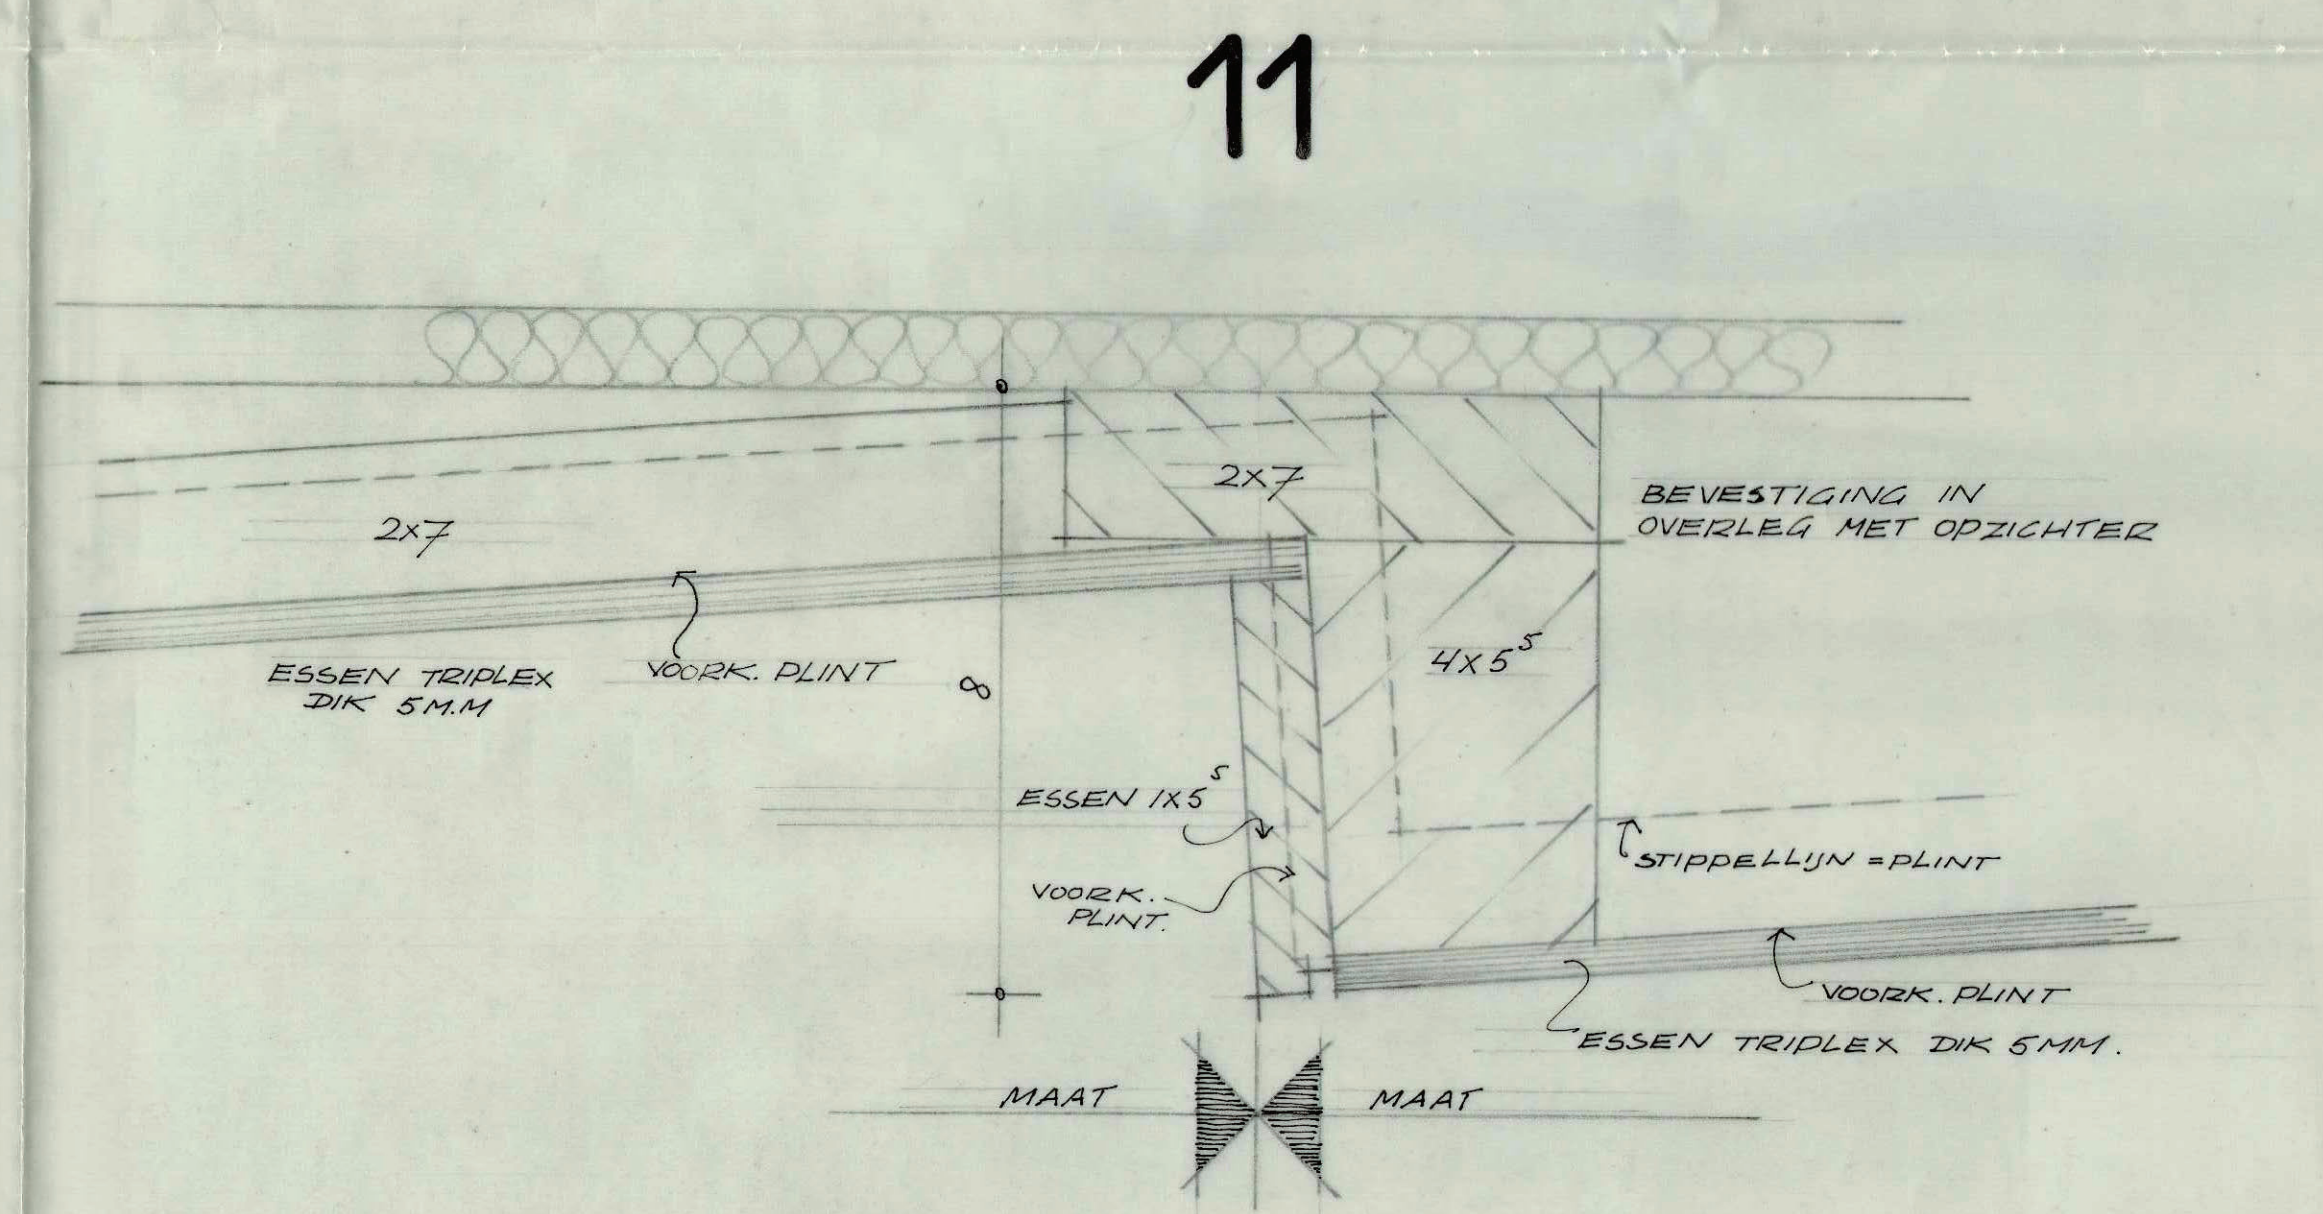 11
2x7
2x7
BEVESTIGING IN
OVERLEG MET OPZICHTER
4x5⁵
ESSEN TRIPLEX
DIK 5M.M
VOORK. PLINT
8
ESSEN 1x5⁵
VOORK.
PLINT.
STIPPELLIJN = PLINT
VOORK. PLINT
ESSEN TRIPLEX DIK 5MM.
MAAT
MAAT